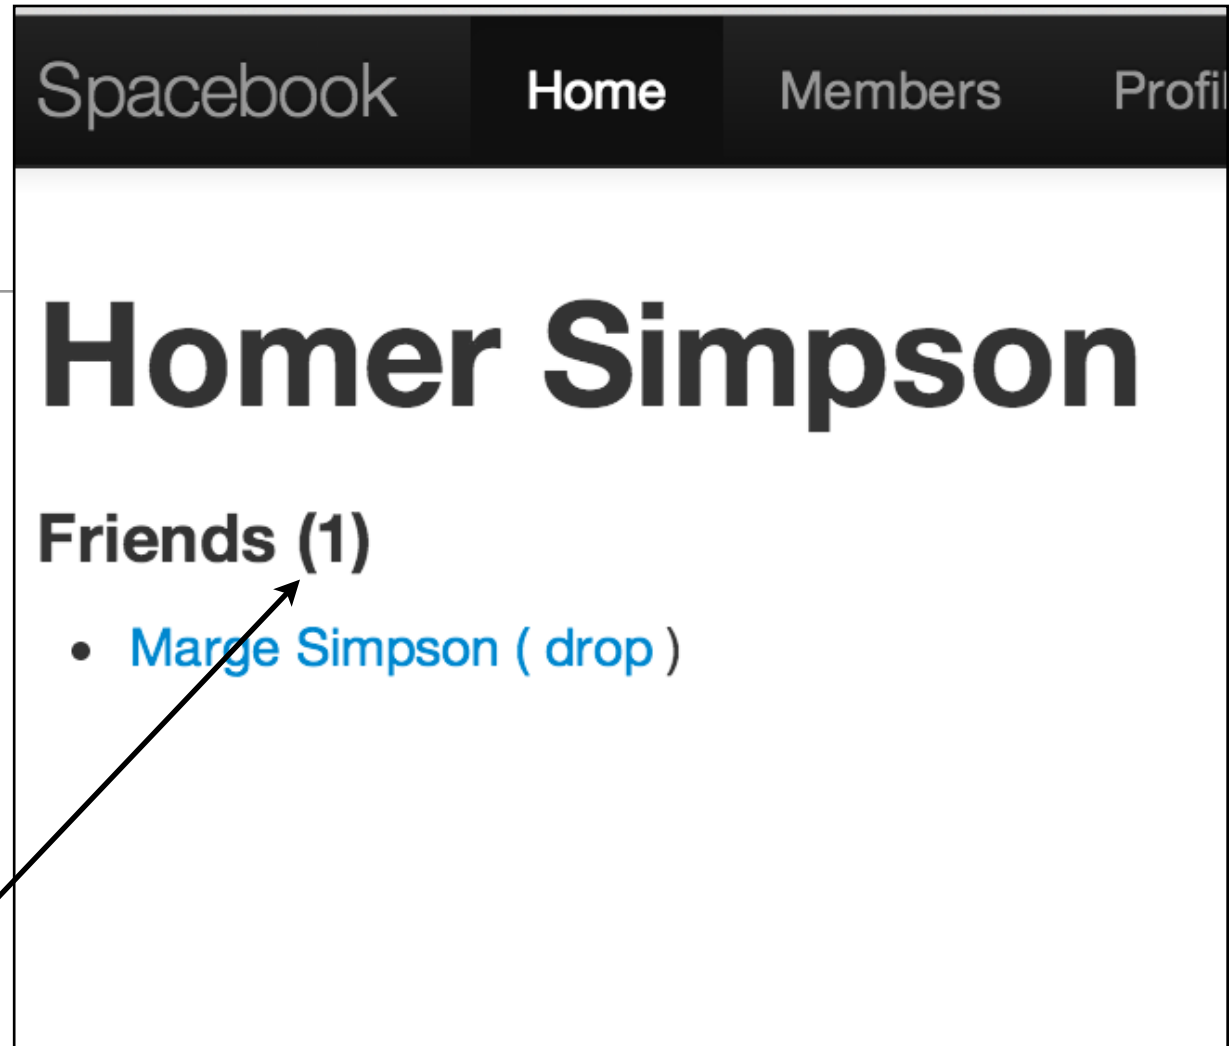 Spacebook Home Members Profil
Homer Simpson
Friends (1)
• Marge Simpson ( drop )